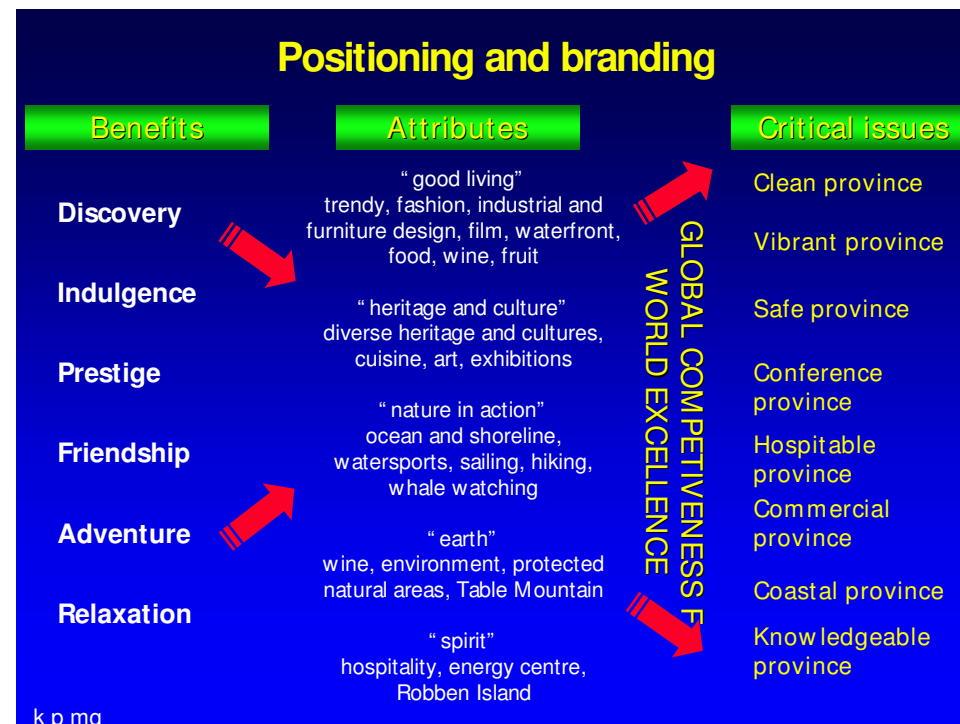 Positioning and branding
Benefits
Discovery
Indulgence
Prestige
Friendship
Adventure
Relaxation
Attributes
“good living”
trendy, fashion, industrial and
furniture design, film, waterfront,
food, wine, fruit
“heritage and culture”
diverse heritage and cultures,
cuisine, art, exhibitions
“nature in action”
ocean and shoreline,
watersports, sailing, hiking,
whale watching
“earth”
wine, environment, protected
natural areas, Table Mountain
“spirit”
hospitality, energy centre,
Robben Island
GLOBAL COMPETIVENESS F
WORLD EXCELLENCE
Critical issues
Clean province
Vibrant province
Safe province
Conference
province
Hospitable
province
Commercial
province
Coastal province
Knowledgeable
province
kpmg